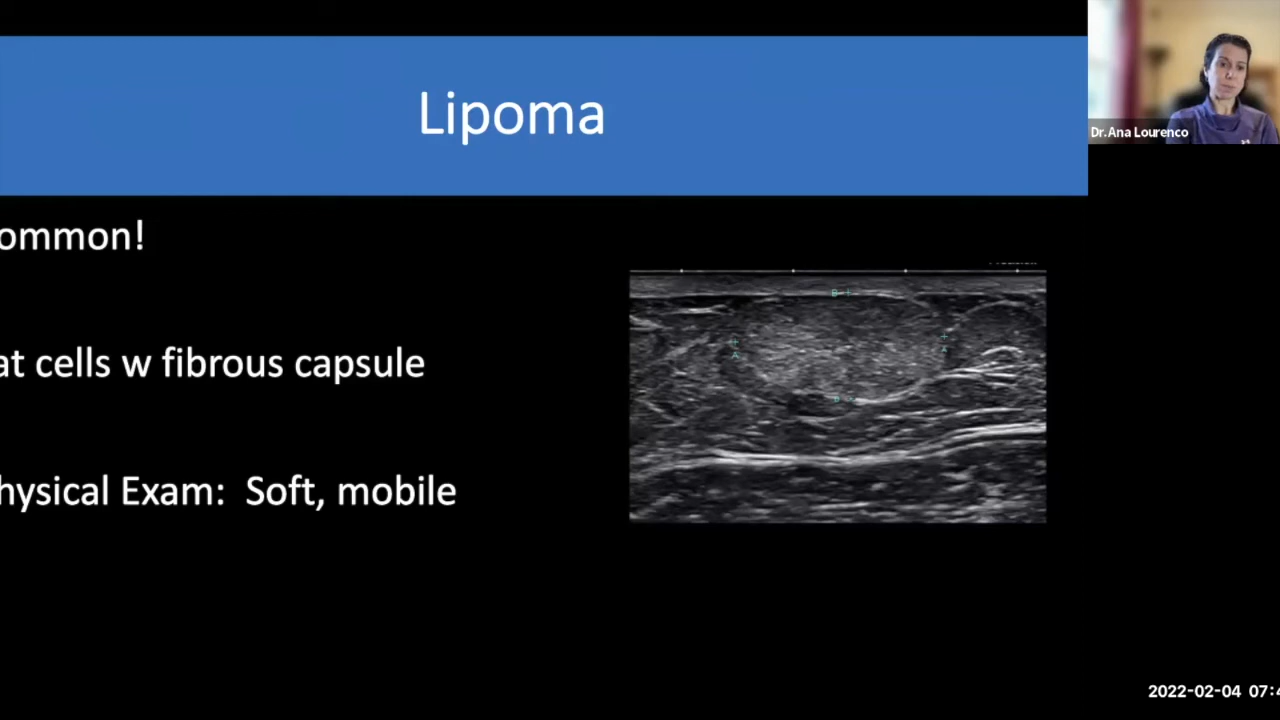 Lipoma
Dr. Ana Lourenco
ommon!
at cells w fibrous capsule
hysical Exam: Soft, mobile
B
A
A
B
2022-02-04 07:4